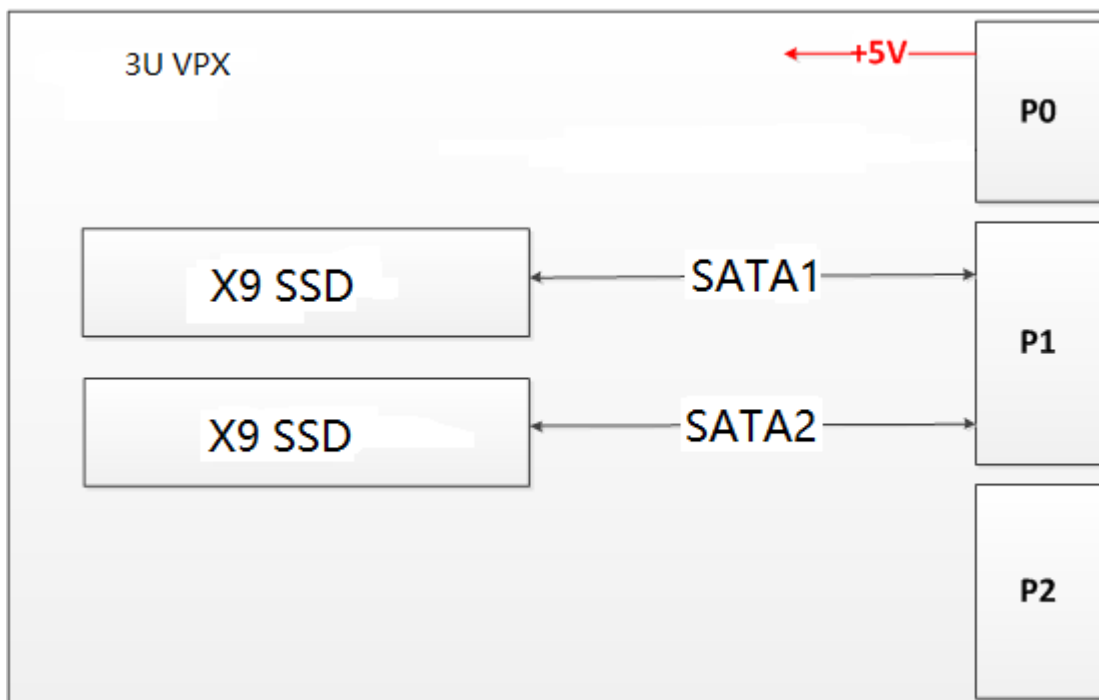 3U VPX
+5V
P0
X9 SSD
SATA1
P1
X9 SSD
SATA2
P2